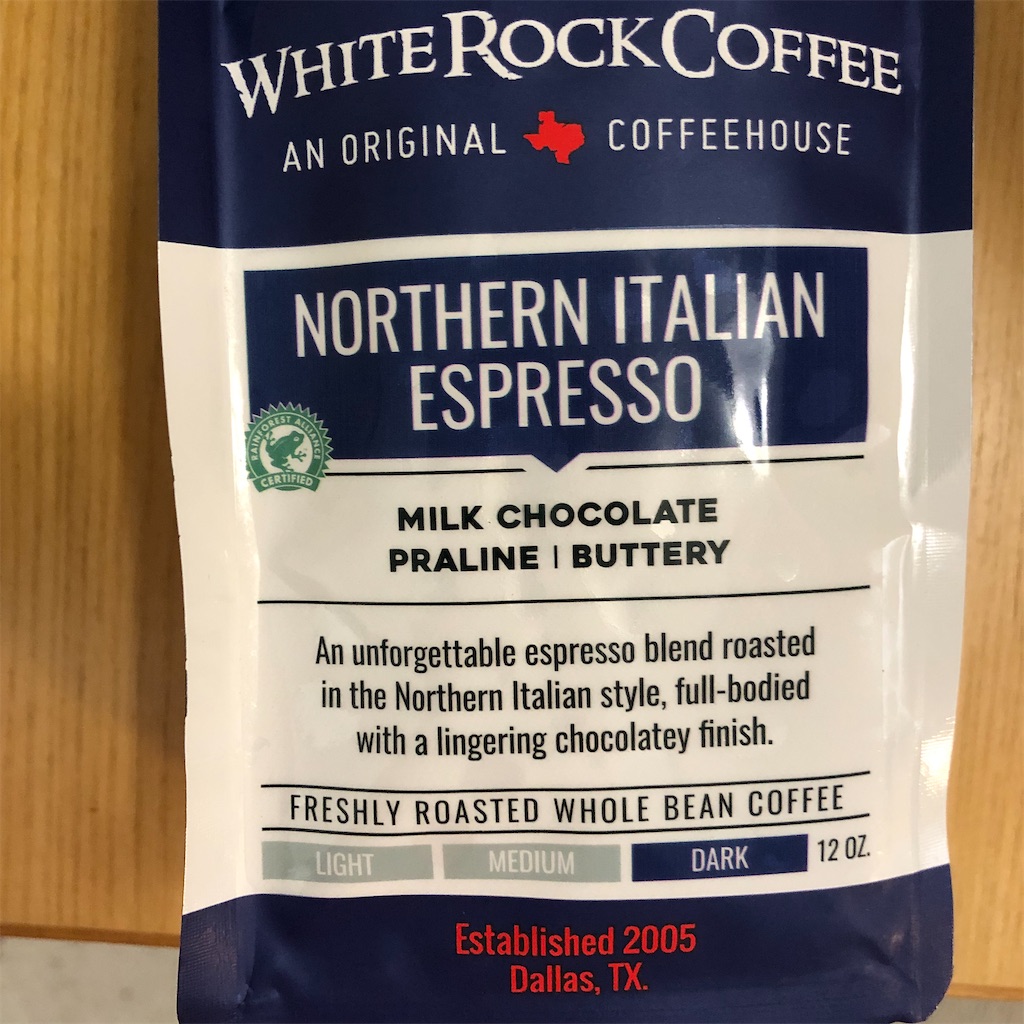 WHITE ROCK COFFEE
AN ORIGINAL COFFEEHOUSE
NORTHERN ITALIAN
ESPRESSO
RAINFOREST ALLIANCE
CERTIFIED
MILK CHOCOLATE
PRALINE | BUTTERY
An unforgettable espresso blend roasted
in the Northern Italian style, full-bodied
with a lingering chocolatey finish.
FRESHLY ROASTED WHOLE BEAN COFFEE
LIGHT MEDIUM DARK 12 OZ.
Established 2005
Dallas, TX.